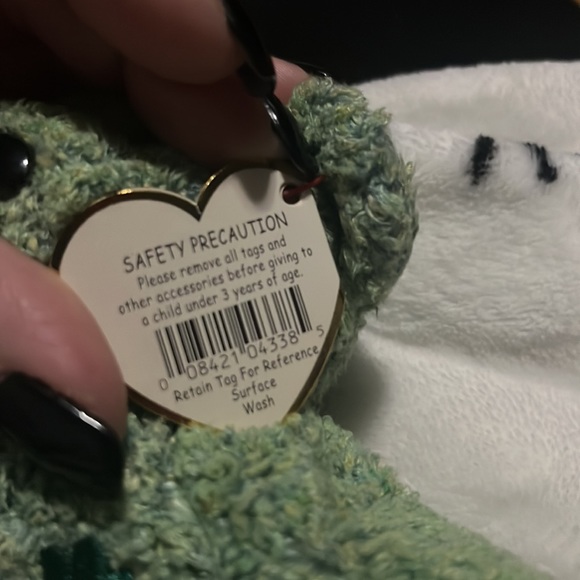 SAFETY PRECAUTION
Please remove all tags and
other accessories before giving to
a child under 3 years of age.
0 08421 04338 5
Retain Tag For Reference
Surface
Wash